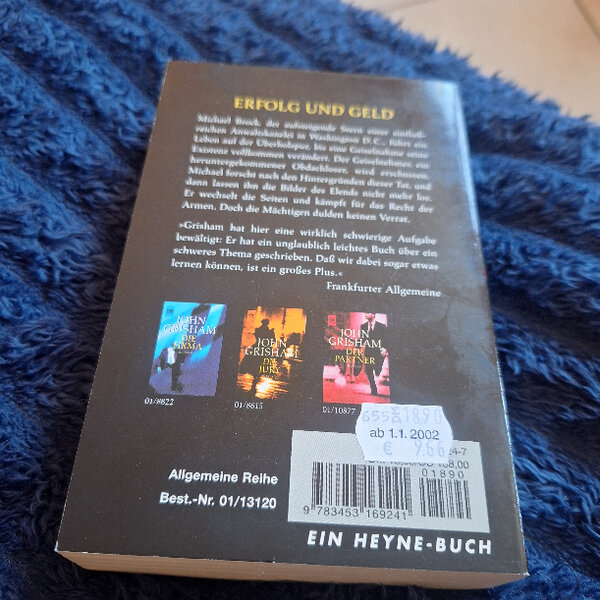 ERFOLG UND GELD
Michael Brock, der aufsteigende Stern einer einfluß-
reichen Anwaltskanzlei in Washington D.C., führt ein
Leben auf der Überholspur, bis eine Geiselnahme seine
Existenz vollkommen verändert. Der Geiselnehmer, ein
heruntergekommener Obdachloser, wird erschossen.
Michael forscht nach den Hintergründen dieser Tat, und
dann lassen ihn die Bilder des Elends nicht mehr los.
Er wechselt die Seiten und kämpft für das Recht der
Armen. Doch die Mächtigen dulden keinen Verrat.
»Grisham hat hier eine wirklich schwierige Aufgabe
bewältigt: Er hat ein unglaublich leichtes Buch über ein
schweres Thema geschrieben. Daß wir dabei sogar etwas
lernen können, ist ein großes Plus.«
Frankfurter Allgemeine
JOHN
GRISHAM
DIE
FIRMA
01/8822
JOHN
GRISHAM
DIE
JURY
01/8615
JOHN
GRISHAM
DER
PARTNER
01/10877
655 1890
ab 1.1.2002
€ 9.66
24-7
01890
9 783453 169241
Allgemeine Reihe
Best.-Nr. 01/13120
EIN HEYNE-BUCH